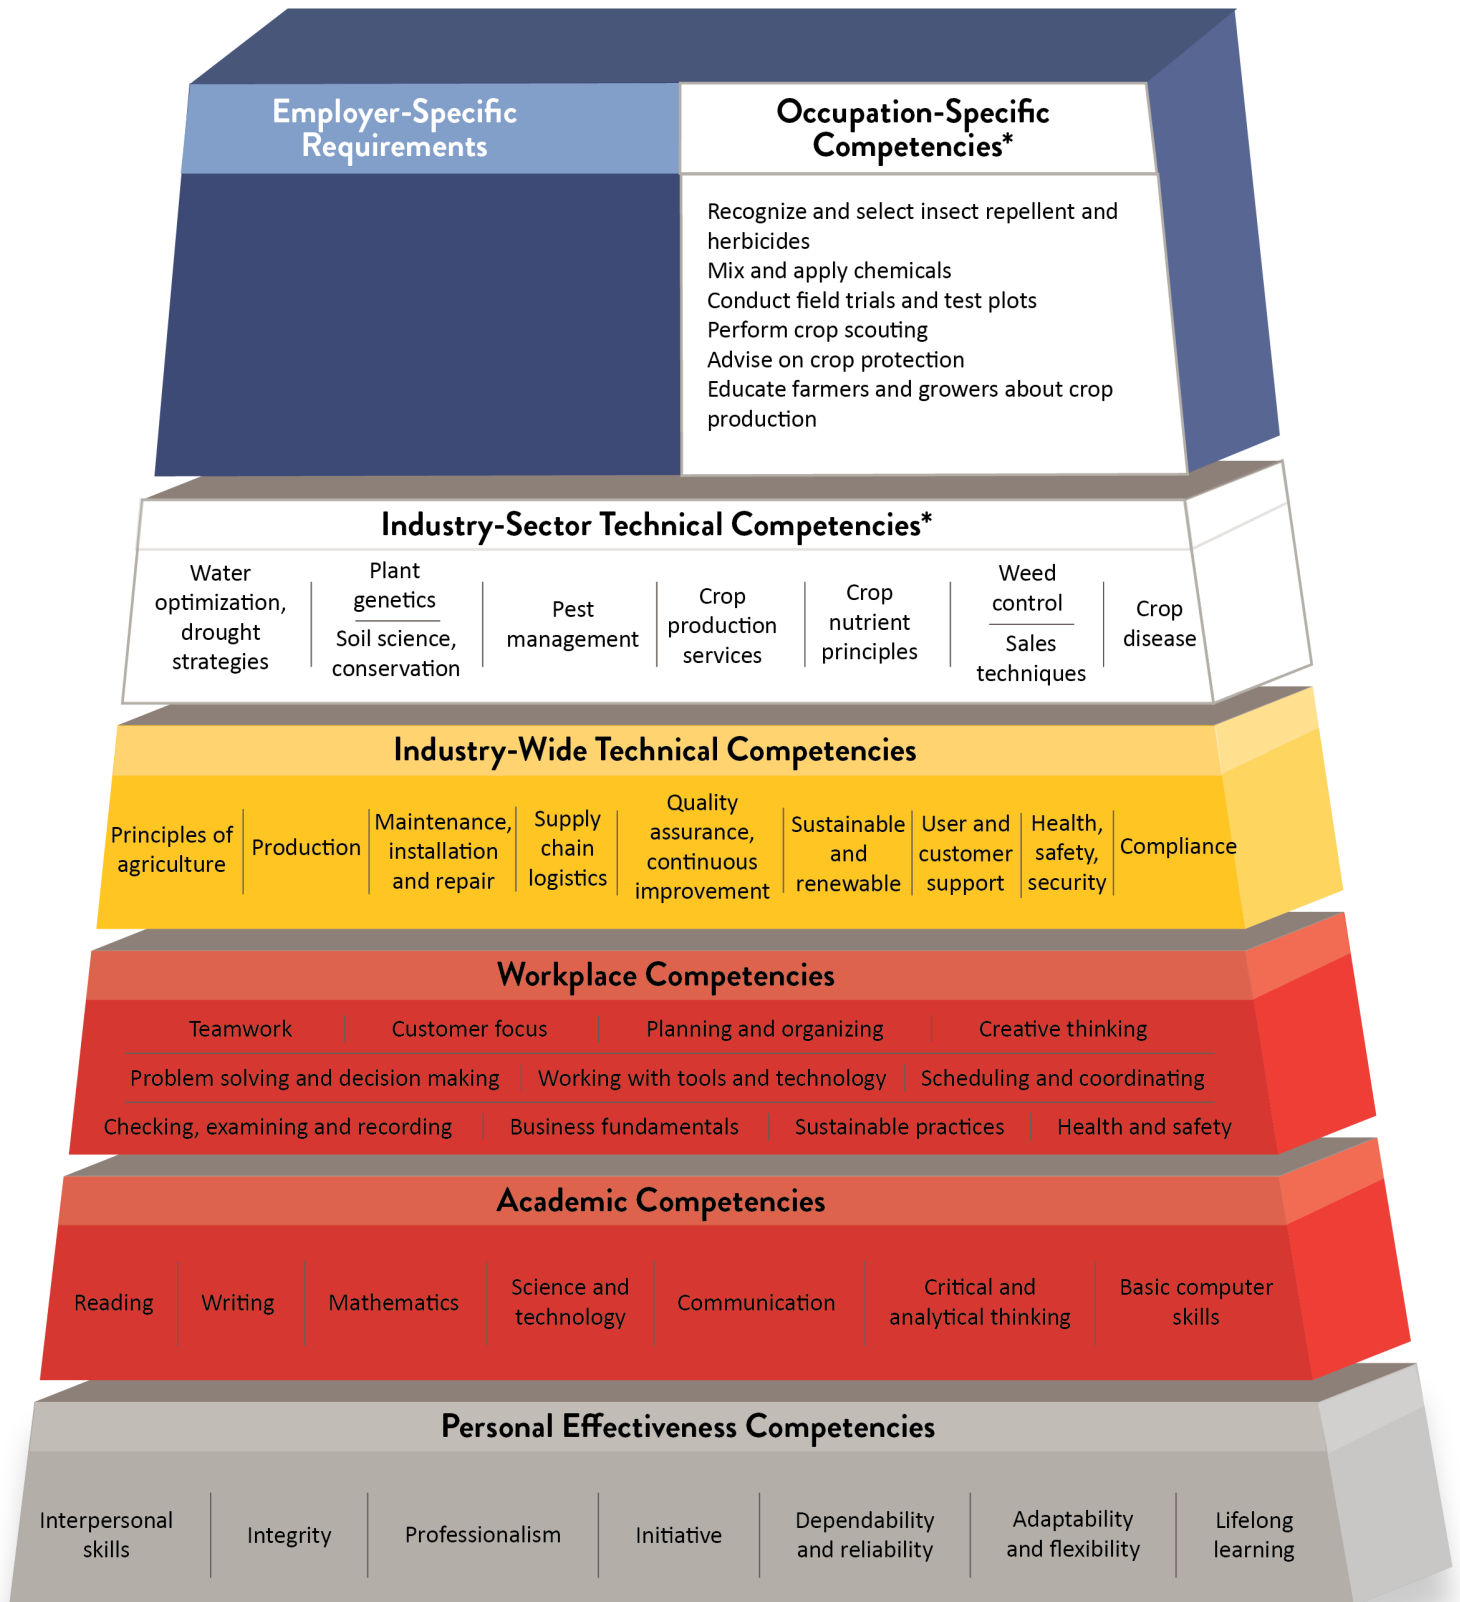 Employer-Specific
Requirements
Occupation-Specific
Competencies*
Recognize and select insect repellent and
herbicides
Mix and apply chemicals
Conduct field trials and test plots
Perform crop scouting
Advise on crop protection
Educate farmers and growers about crop
production
Industry-Sector Technical Competencies*
Water
optimization,
drought
strategies
Plant
genetics
Soil science,
conservation
Pest
management
Crop
production
services
Crop
nutrient
principles
Weed
control
Sales
techniques
Crop
disease
Industry-Wide Technical Competencies
Principles of
agriculture
Production
Maintenance,
installation
and repair
Supply
chain
logistics
Quality
assurance,
continuous
improvement
Sustainable
and
renewable
User and
customer
support
Health,
safety,
security
Compliance
Workplace Competencies
Teamwork
Customer focus
Planning and organizing
Creative thinking
Problem solving and decision making
Working with tools and technology
Scheduling and coordinating
Checking, examining and recording
Business fundamentals
Sustainable practices
Health and safety
Academic Competencies
Reading
Writing
Mathematics
Science and
technology
Communication
Critical and
analytical thinking
Basic computer
skills
Personal Effectiveness Competencies
Interpersonal
skills
Integrity
Professionalism
Initiative
Dependability
and reliability
Adaptability
and flexibility
Lifelong
learning